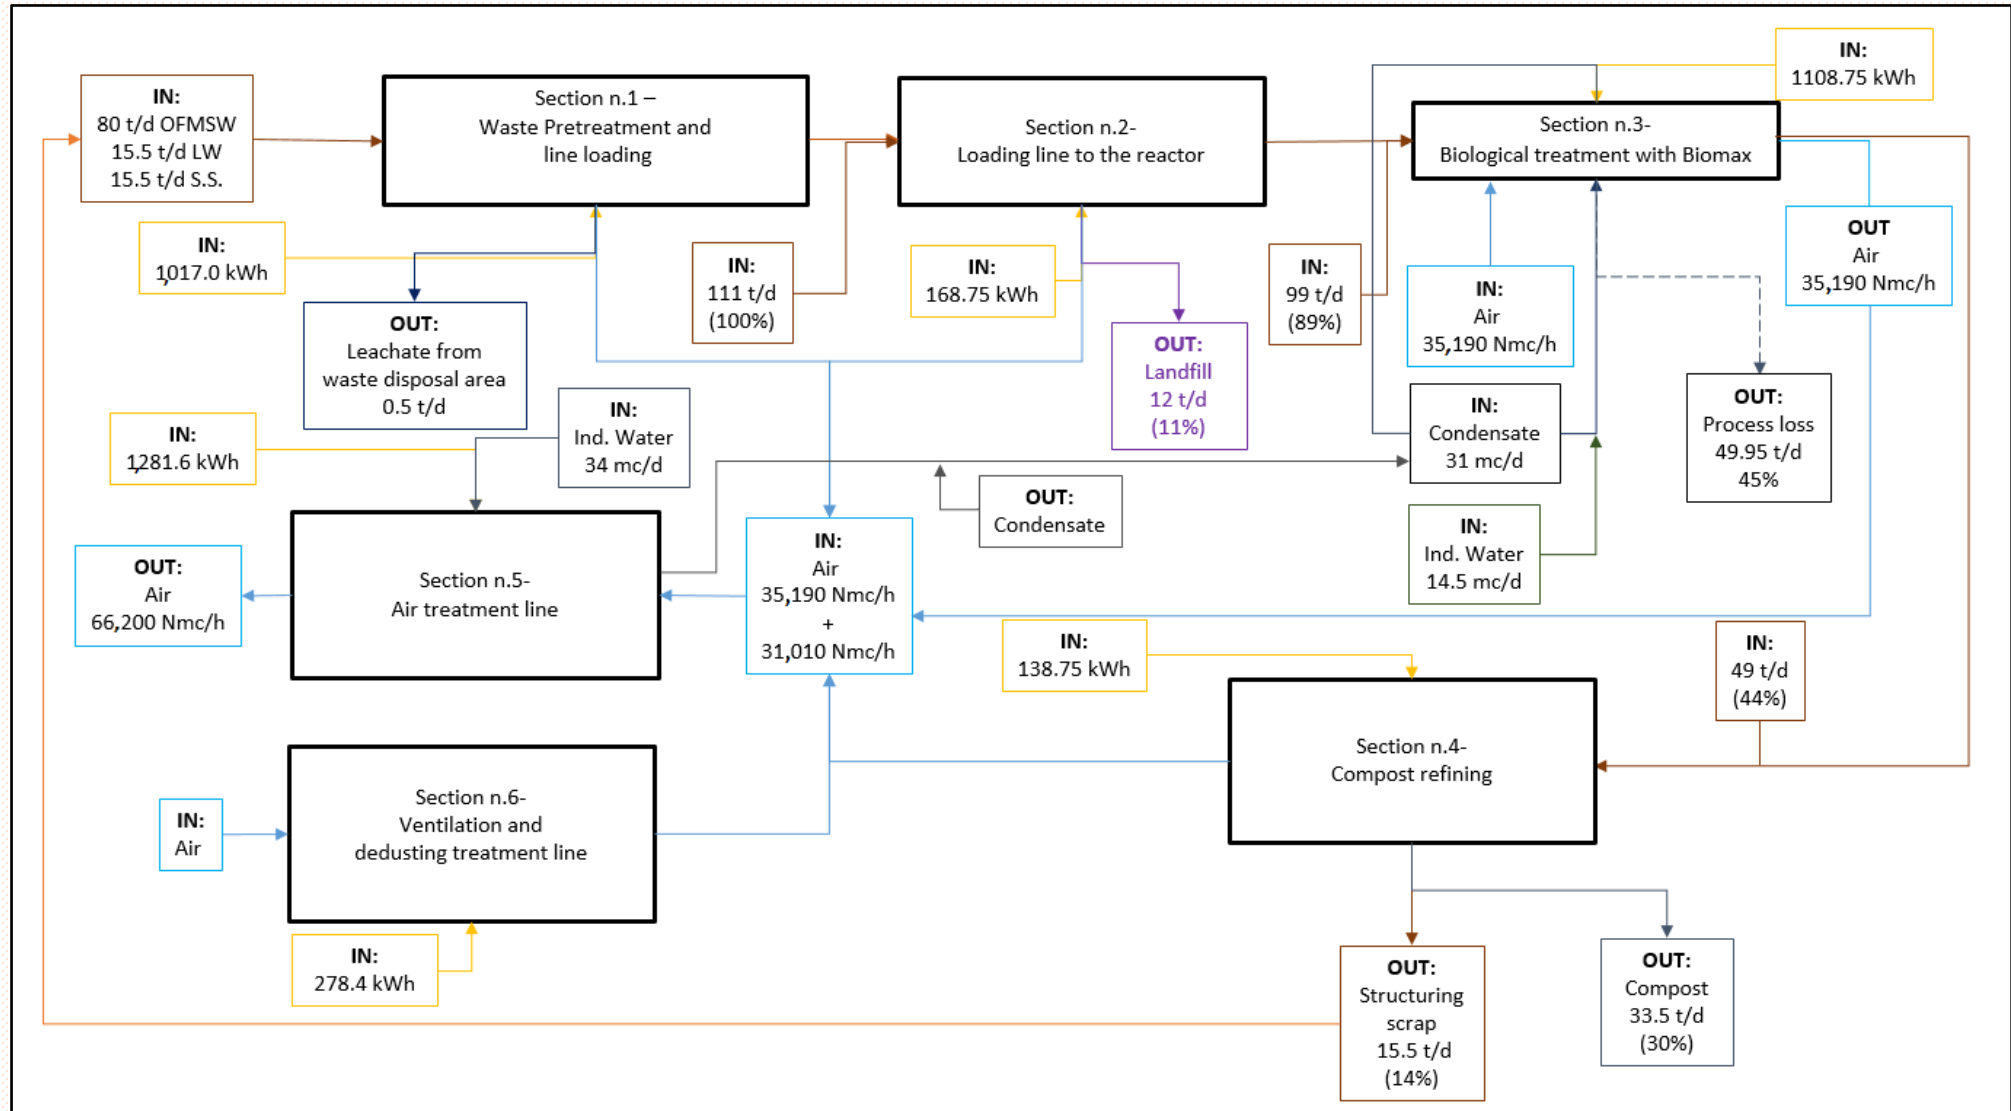 IN:
80 t/d OFMSW
15.5 t/d LW
15.5 t/d S.S.
Section n.1 –
Waste Pretreatment and
line loading
Section n.2-
Loading line to the reactor
Section n.3-
Biological treatment with Biomax
IN:
1108.75 kWh
IN:
1,017.0 kWh
IN:
111 t/d
(100%)
IN:
168.75 kWh
IN:
99 t/d
(89%)
IN:
Air
35,190 Nmc/h
OUT
Air
35,190 Nmc/h
OUT:
Leachate from
waste disposal area
0.5 t/d
OUT:
Landfill
12 t/d
(11%)
IN:
1,281.6 kWh
IN:
Ind. Water
34 mc/d
IN:
Condensate
31 mc/d
OUT:
Process loss
49.95 t/d
45%
OUT:
Condensate
IN:
Ind. Water
14.5 mc/d
OUT:
Air
66,200 Nmc/h
Section n.5-
Air treatment line
IN:
Air
35,190 Nmc/h
+
31,010 Nmc/h
IN:
138.75 kWh
IN:
49 t/d
(44%)
Section n.4-
Compost refining
IN:
Air
Section n.6-
Ventilation and
dedusting treatment line
IN:
278.4 kWh
OUT:
Structuring
scrap
15.5 t/d
(14%)
OUT:
Compost
33.5 t/d
(30%)